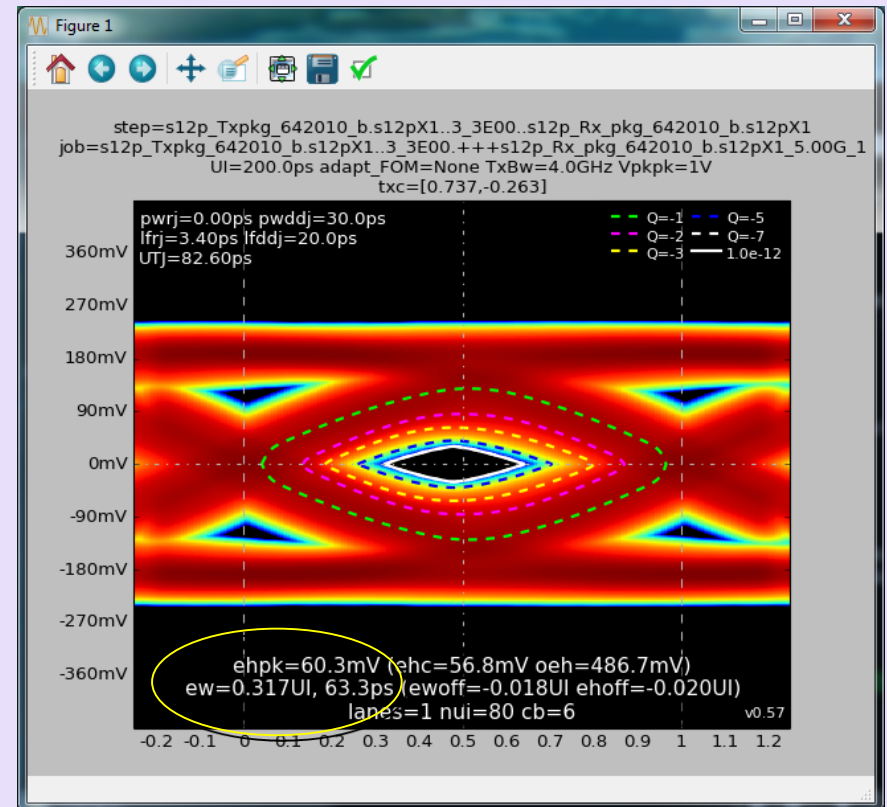 Figure 1
step=s12p_Txpkg_642010_b.s12pX1..3_3E00..s12p_Rx_pkg_642010_b.s12pX1
job=s12p_Txpkg_642010_b.s12pX1..3_3E00.+++s12p_Rx_pkg_642010_b.s12pX1_5.00G_1
UI=200.0ps adapt_FOM=None TxBw=4.0GHz Vpkpk=1V
txc=[0.737,-0.263]
pwrj=0.00ps pwddj=30.0ps
lfrj=3.40ps lfddj=20.0ps
UTJ=82.60ps
Q=-1 Q=-5
Q=-2 Q=-7
Q=-3 1.0e-12
360mV
270mV
180mV
90mV
0mV
-90mV
-180mV
-270mV
-360mV
ehpk=60.3mV (ehc=56.8mV oeh=486.7mV)
ew=0.317UI, 63.3ps (ewoff=-0.018UI ehoff=-0.020UI)
lanes=1 nui=80 cb=6
v0.57
-0.2 -0.1 0 0.1 0.2 0.3 0.4 0.5 0.6 0.7 0.8 0.9 1 1.1 1.2